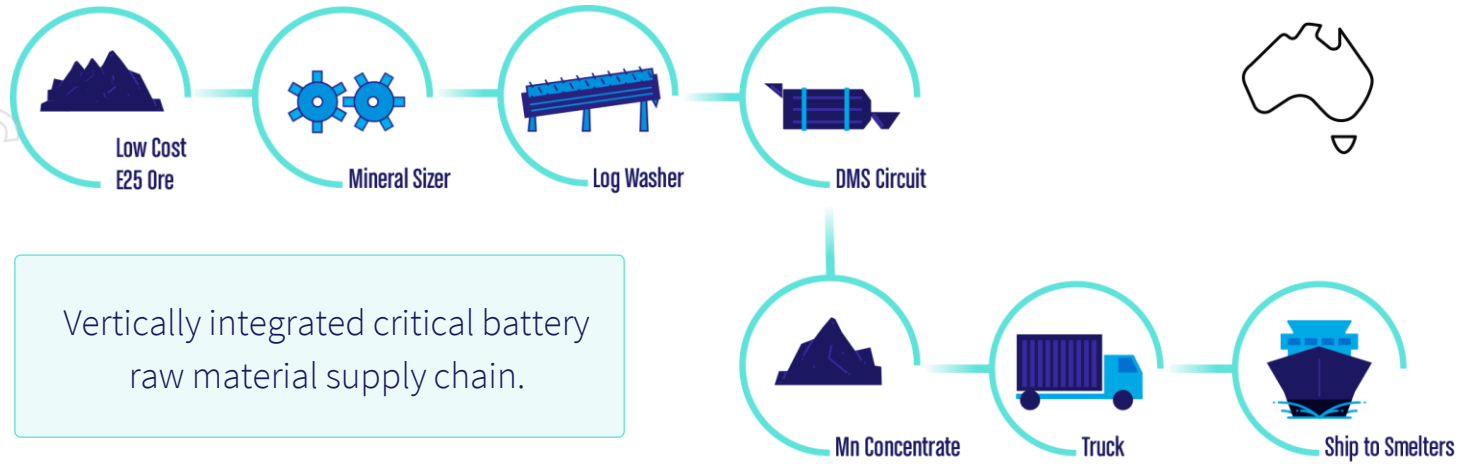 Low Cost
E25 Ore
Mineral Sizer
Log Washer
DMS Circuit
Vertically integrated critical battery
raw material supply chain.
Mn Concentrate
Truck
Ship to Smelters